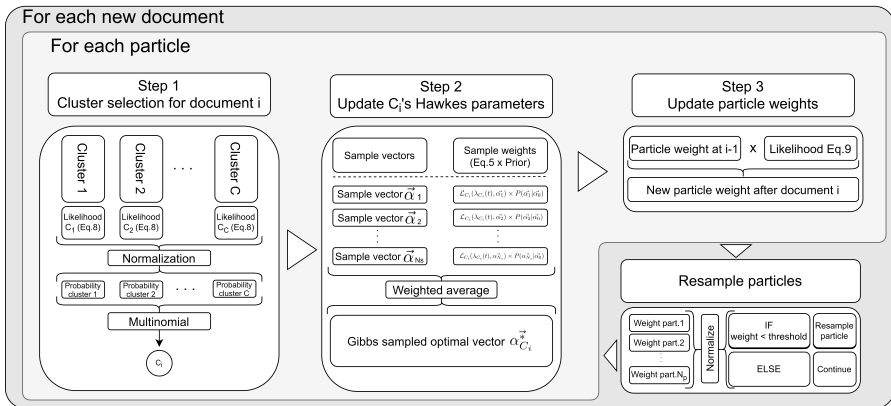 For each new document
For each particle
Step 1
Cluster selection for document i
Cluster 1
Cluster 2
. . .
Cluster C
Likelihood
C₁ (Eq.8)
Likelihood
C₂ (Eq.8)
Likelihood
C_C (Eq.8)
Normalization
Probability
cluster 1
Probability
cluster 2
. . .
Probability
cluster C
Multinomial
Cᵢ
Step 2
Update Cᵢ's Hawkes parameters
Sample vectors
Sample weights
(Eq.5 x Prior)
Sample vector α⃗ ₁
Sample vector α⃗ ₂
Sample vector α⃗ _Ns
Weighted average
Gibbs sampled optimal vector α⃗*_{Cᵢ}
Step 3
Update particle weights
Particle weight at i-1 x Likelihood Eq.9
New particle weight after document i
Resample particles
Weight part.1
Weight part.2
Weight part.Nₚ
Normalize
IF
weight < threshold
Resample
particle
ELSE
Continue